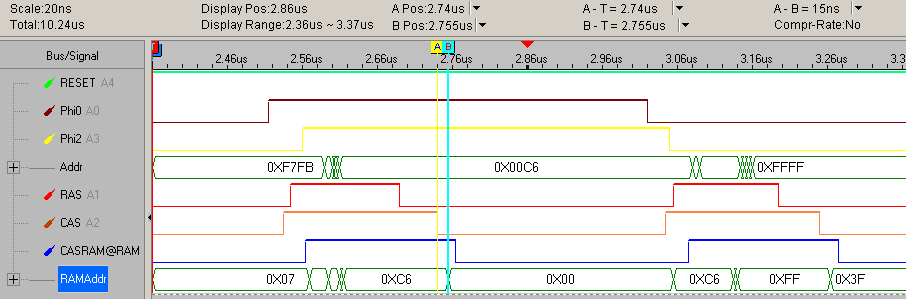 Scale:20ns Display Pos:2.86us A Pos:2.74us A - T = 2.74us A - B = 15ns
Total:10.24us Display Range:2.36us ~ 3.37us B Pos:2.755us B - T = 2.755us Compr-Rate:No
A B
Bus/Signal 2.46us 2.56us 2.66us 2.76us 2.86us 2.96us 3.06us 3.16us 3.26us 3.3
RESET A4
Phi0 A0
Phi2 A3
Addr 0XF7FB 0X00C6 0XFFFF
RAS A1
CAS A2
CASRAM@RAM
RAMAddr 0X07 0XC6 0X00 0XC6 0XFF 0X3F